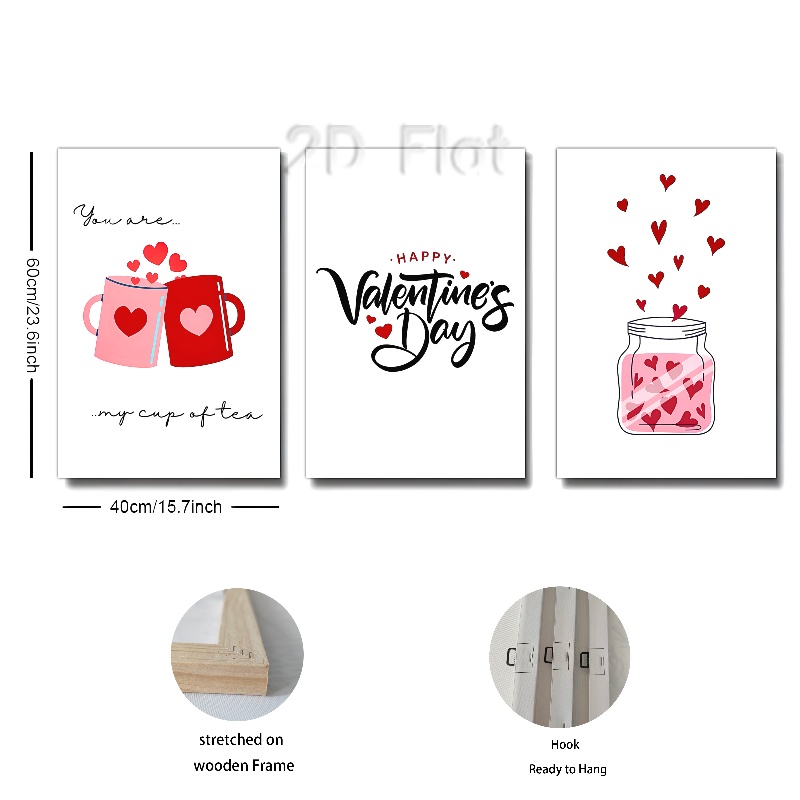 2D Flat
You are...
...my cup of tea
·HAPPY·
Valentine's
Day
60cm/23.6inch
40cm/15.7inch
stretched on
wooden Frame
Hook
Ready to Hang